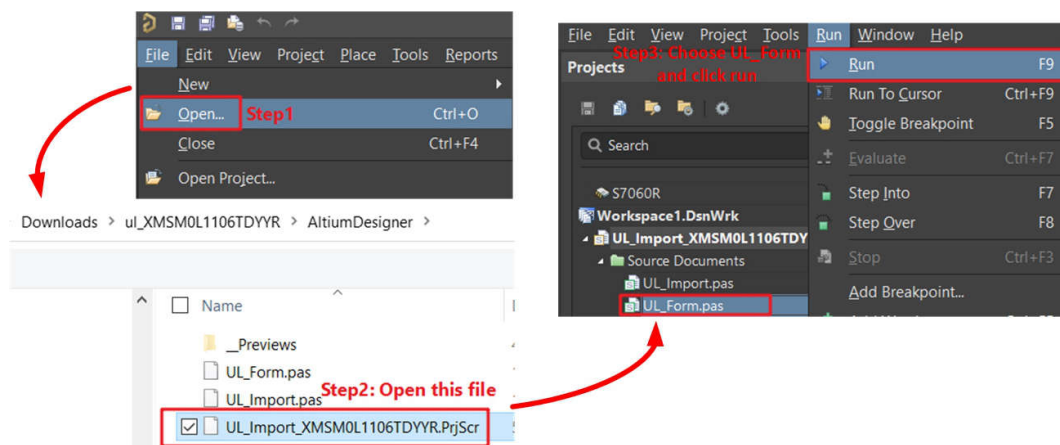 File Edit View Project Place Tools Reports
New
Open... Step1 Ctrl+O
Close Ctrl+F4
Open Project...
Downloads > ul_XMSM0L1106TDYYR > AltiumDesigner >
Name
__Previews
UL_Form.pas
Step2: Open this file
UL_Import.pas
UL_Import_XMSM0L1106TDYYR.PrjScr
File Edit View Project Tools Run Window Help
Step3: Choose UL_Form
and click run
Projects
Search
S7060R
Workspace1.DsnWrk
UL_Import_XMSM0L1106TDY
Source Documents
UL_Import.pas
UL_Form.pas
Run F9
Run To Cursor Ctrl+F9
Toggle Breakpoint F5
Evaluate Ctrl+F7
Step Into F7
Step Over F8
Stop Ctrl+F3
Add Breakpoint...